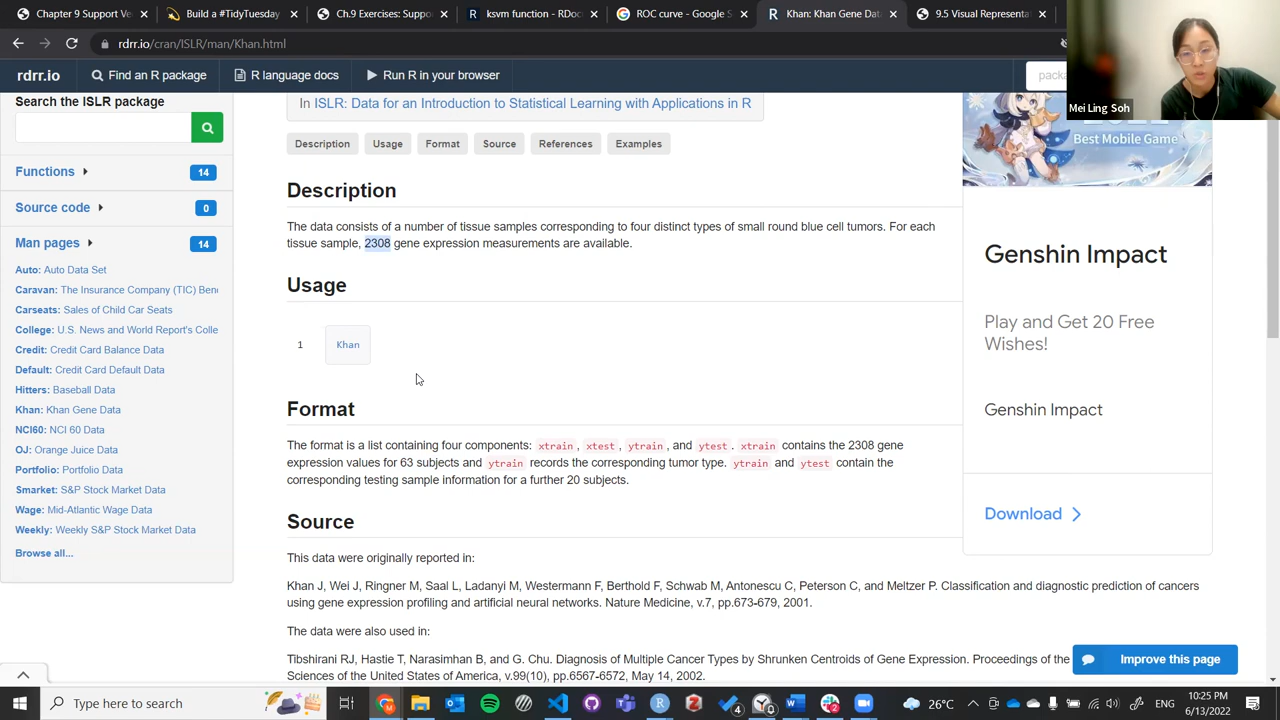 Ch.9 Support Ve
Build a #TidyTuesday
Ch.9 Exercises: Suppo
ksvm function - RDoc
ROC curve - Google S
Khan: Khan Gene Dat
9.5 Visual Represent
rdrr.io/cran/ISLR/man/Khan.html
rdrr.io
Find an R package
R language docs
Run R in your browser
packa
Mei Ling Soh
Search the ISLR package
Functions
14
Source code
0
Man pages
14
Auto: Auto Data Set
Caravan: The Insurance Company (TIC) Benc
Carseats: Sales of Child Car Seats
College: U.S. News and World Report's Colle
Credit: Credit Card Balance Data
Default: Credit Card Default Data
Hitters: Baseball Data
Khan: Khan Gene Data
NCI60: NCI 60 Data
OJ: Orange Juice Data
Portfolio: Portfolio Data
Smarket: S&P Stock Market Data
Wage: Mid-Atlantic Wage Data
Weekly: Weekly S&P Stock Market Data
Browse all...
In ISLR: Data for an Introduction to Statistical Learning with Applications in R
Description
Usage
Format
Source
References
Examples
Description
The data consists of a number of tissue samples corresponding to four distinct types of small round blue cell tumors. For each
tissue sample, 2308 gene expression measurements are available.
Usage
1
Khan
Format
The format is a list containing four components: xtrain, xtest, ytrain, and ytest. xtrain contains the 2308 gene
expression values for 63 subjects and ytrain records the corresponding tumor type. ytrain and ytest contain the
corresponding testing sample information for a further 20 subjects.
Source
This data were originally reported in:
Khan J, Wei J, Ringner M, Saal L, Ladanyi M, Westermann F, Berthold F, Schwab M, Antonescu C, Peterson C, and Meltzer P. Classification and diagnostic prediction of cancers
using gene expression profiling and artificial neural networks. Nature Medicine, v.7, pp.673-679, 2001.
The data were also used in:
Tibshirani RJ, Hastie T, Narasimhan B, and G. Chu. Diagnosis of Multiple Cancer Types by Shrunken Centroids of Gene Expression. Proceedings of the
Sciences of the United States of America, v.99(10), pp.6567-6572, May 14, 2002.
Best Mobile Game
Genshin Impact
Play and Get 20 Free
Wishes!
Genshin Impact
Download
Improve this page
Type here to search
4
2
26°C
ENG
10:25 PM
6/13/2022